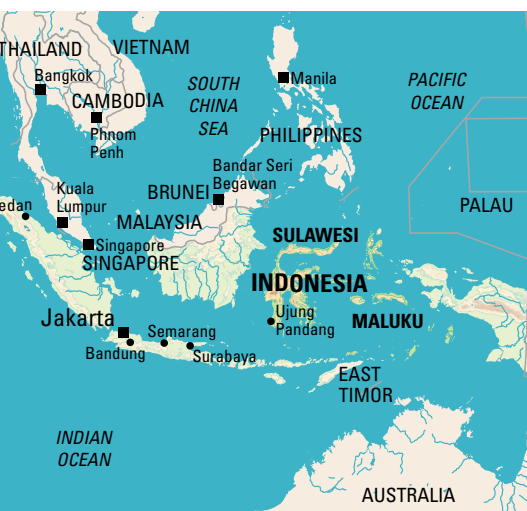 THAILAND
VIETNAM
Bangkok
SOUTH
CHINA
SEA
Manila
PACIFIC
OCEAN
CAMBODIA
Phnom
Penh
PHILIPPINES
Bandar Seri
Begawan
BRUNEI
Kuala
Lumpur
edan
MALAYSIA
PALAU
Singapore
SINGAPORE
SULAWESI
INDONESIA
Ujung
Pandang
MALUKU
Jakarta
Semarang
Bandung
Surabaya
EAST
TIMOR
INDIAN
OCEAN
AUSTRALIA